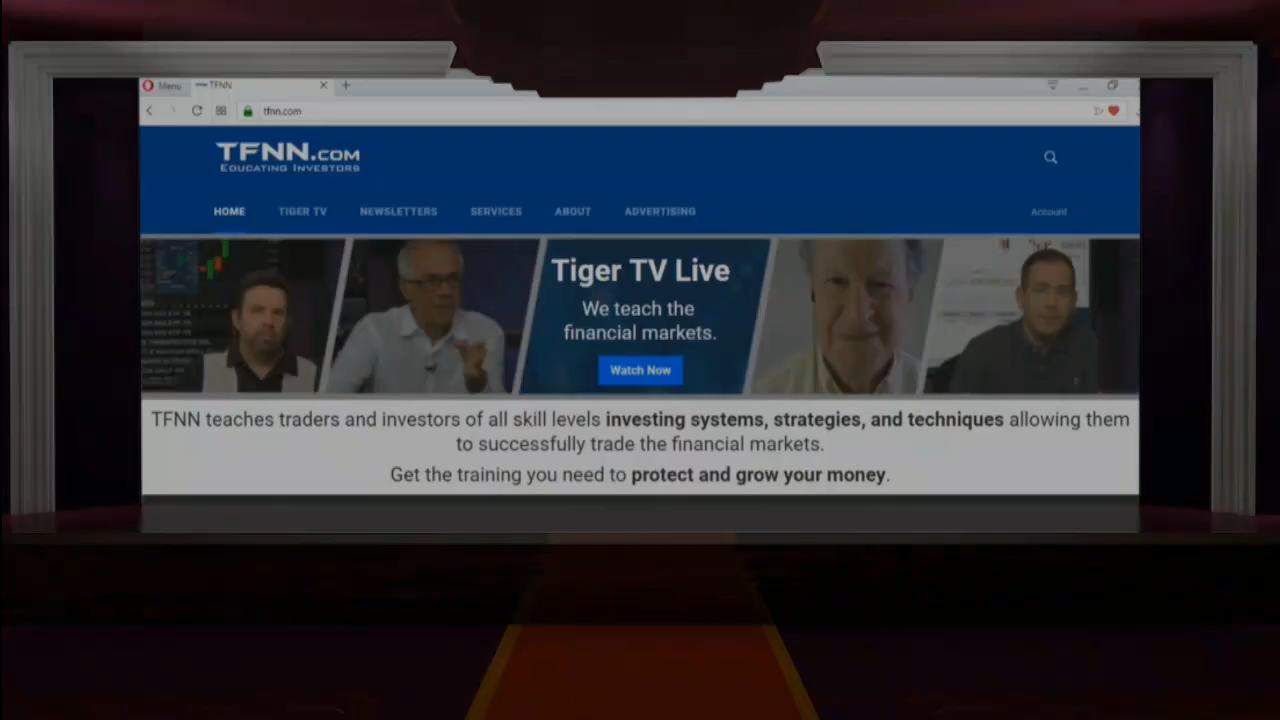 Menu
TFNN
tfnn.com
TFNN.COM
EDUCATING INVESTORS
HOME
TIGER TV
NEWSLETTERS
SERVICES
ABOUT
ADVERTISING
Account
Tiger TV Live
We teach the
financial markets.
Watch Now
TFNN teaches traders and investors of all skill levels investing systems, strategies, and techniques allowing them
to successfully trade the financial markets.
Get the training you need to protect and grow your money.